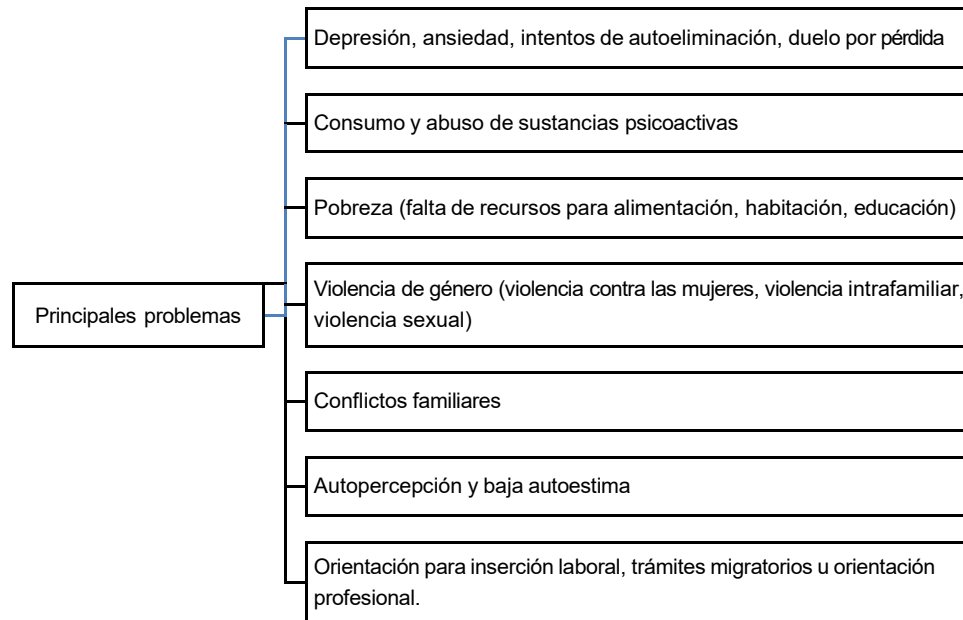 Depresión, ansiedad, intentos de autoeliminación, duelo por pérdida
Consumo y abuso de sustancias psicoactivas
Pobreza (falta de recursos para alimentación, habitación, educación)
Violencia de género (violencia contra las mujeres, violencia intrafamiliar,
violencia sexual)
Principales problemas
Conflictos familiares
Autopercepción y baja autoestima
Orientación para inserción laboral, trámites migratorios u orientación
profesional.